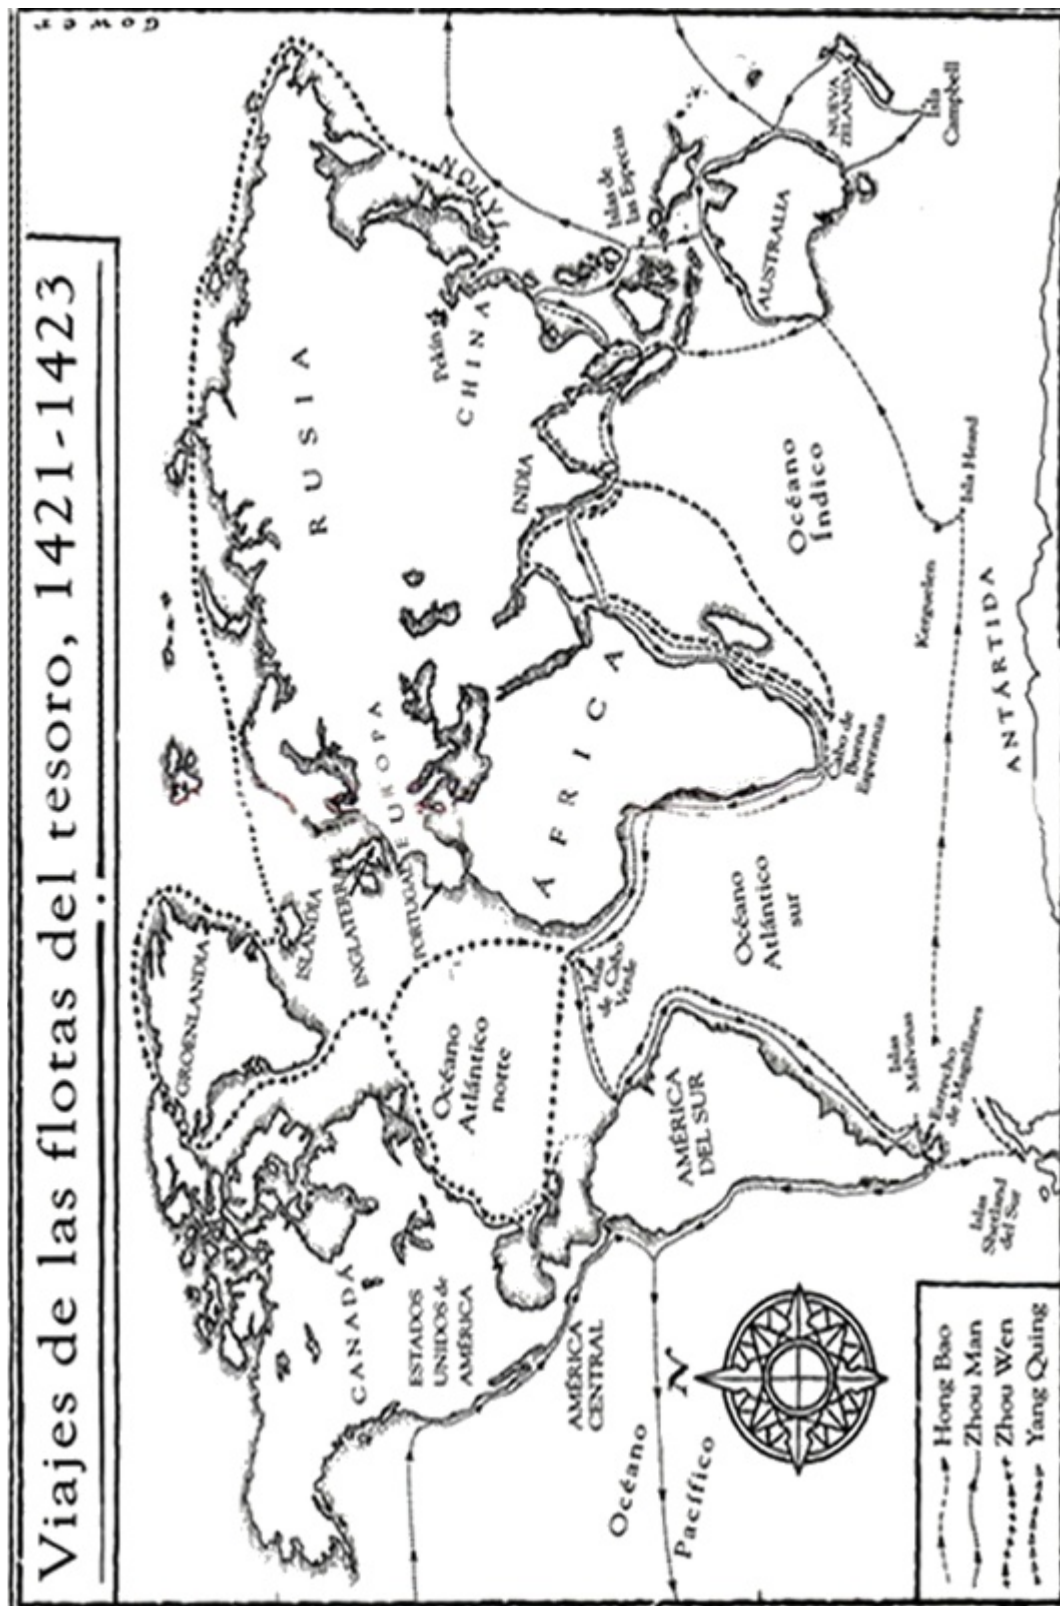 Viajes de las flotas del tesoro, 1421-1423
Gower
GROENLANDIA
ISLANDIA
INGLATERRA
PORTUGAL
EUROPA
RUSIA
Pekín
CHINA
JAPÓN
INDIA
CANADÁ
ESTADOS
UNIDOS de
AMÉRICA
Océano
Atlántico
norte
ÁFRICA
Islas de
las Especias
AMÉRICA
CENTRAL
AMÉRICA
DEL SUR
Islas
de Cabo
Verde
Océano
Atlántico
sur
Cabo de
Buena
Esperanza
Océano
Índico
AUSTRALIA
NUEVA
ZELANDA
Isla
Campbell
Océano
Pacífico
N
Islas
Malvinas
Estrecho
de Magallanes
Islas
Shetland
del Sur
Kerguelen
Isla Heard
ANTÁRTIDA
Hong Bao
Zhou Man
Zhou Wen
Yang Quing